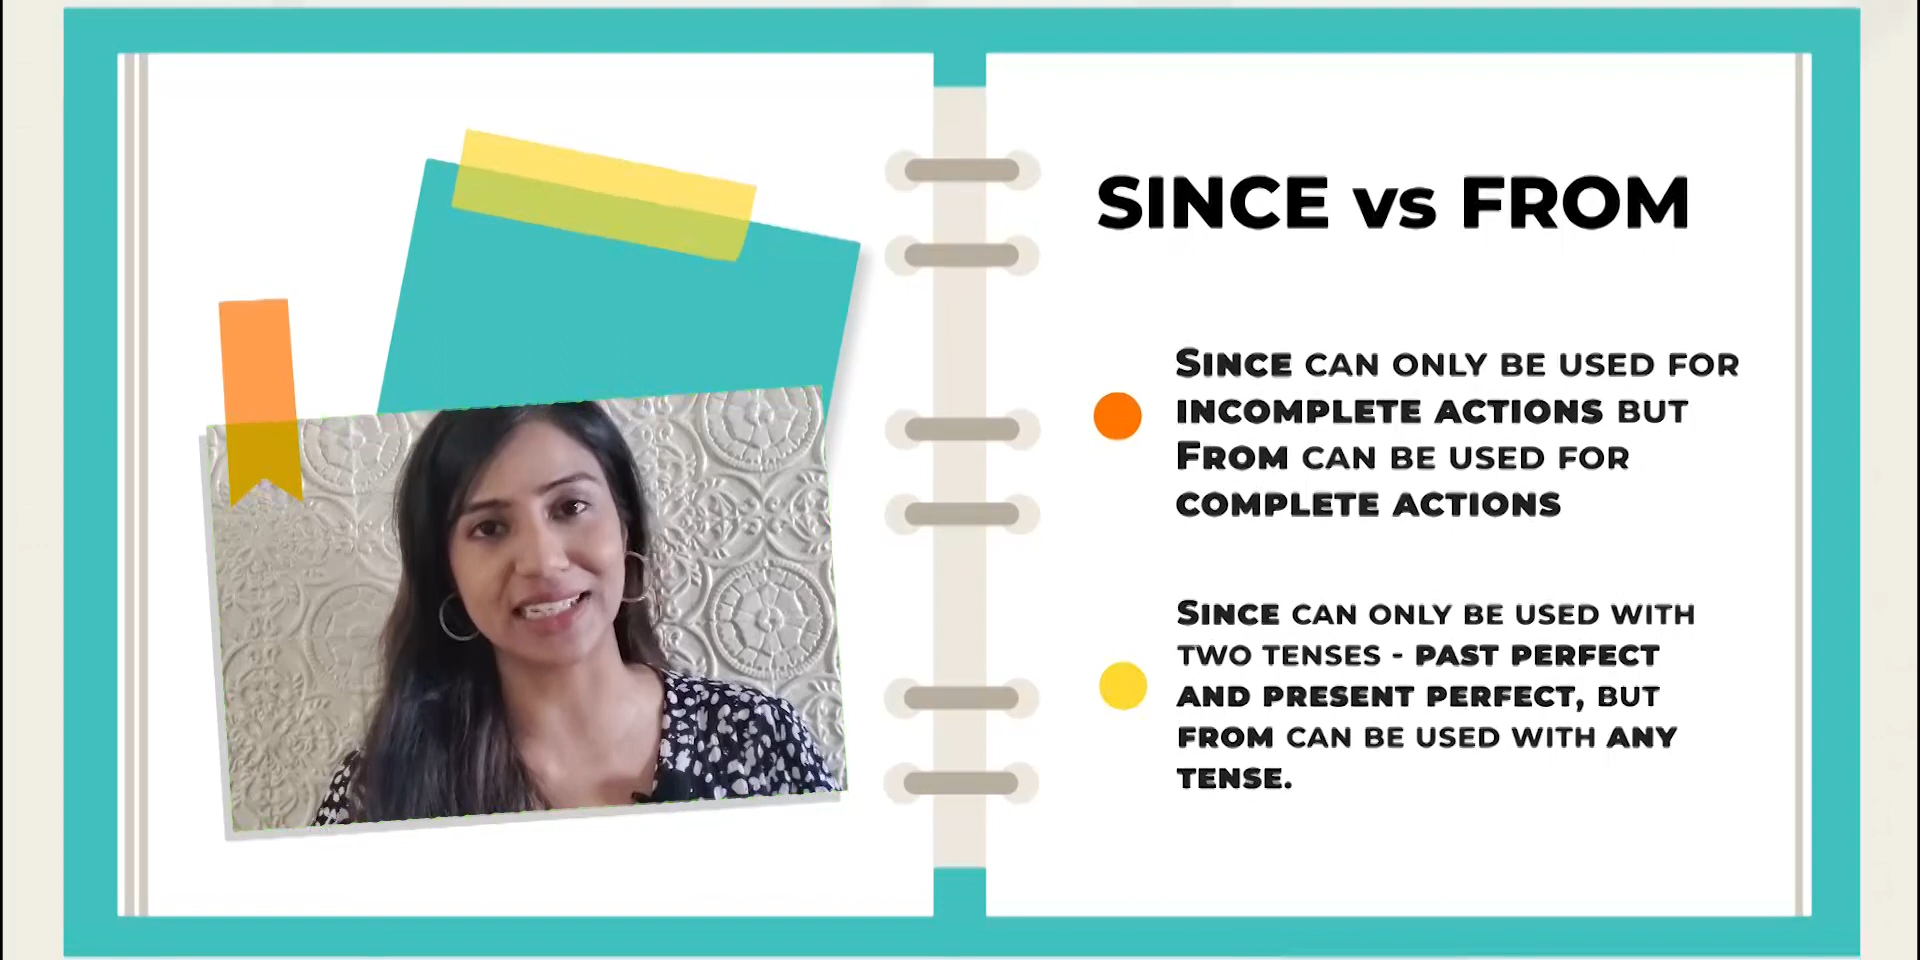 SINCE vs FROM
SINCE CAN ONLY BE USED FOR
INCOMPLETE ACTIONS BUT
FROM CAN BE USED FOR
COMPLETE ACTIONS
SINCE CAN ONLY BE USED WITH
TWO TENSES - PAST PERFECT
AND PRESENT PERFECT, BUT
FROM CAN BE USED WITH ANY
TENSE.